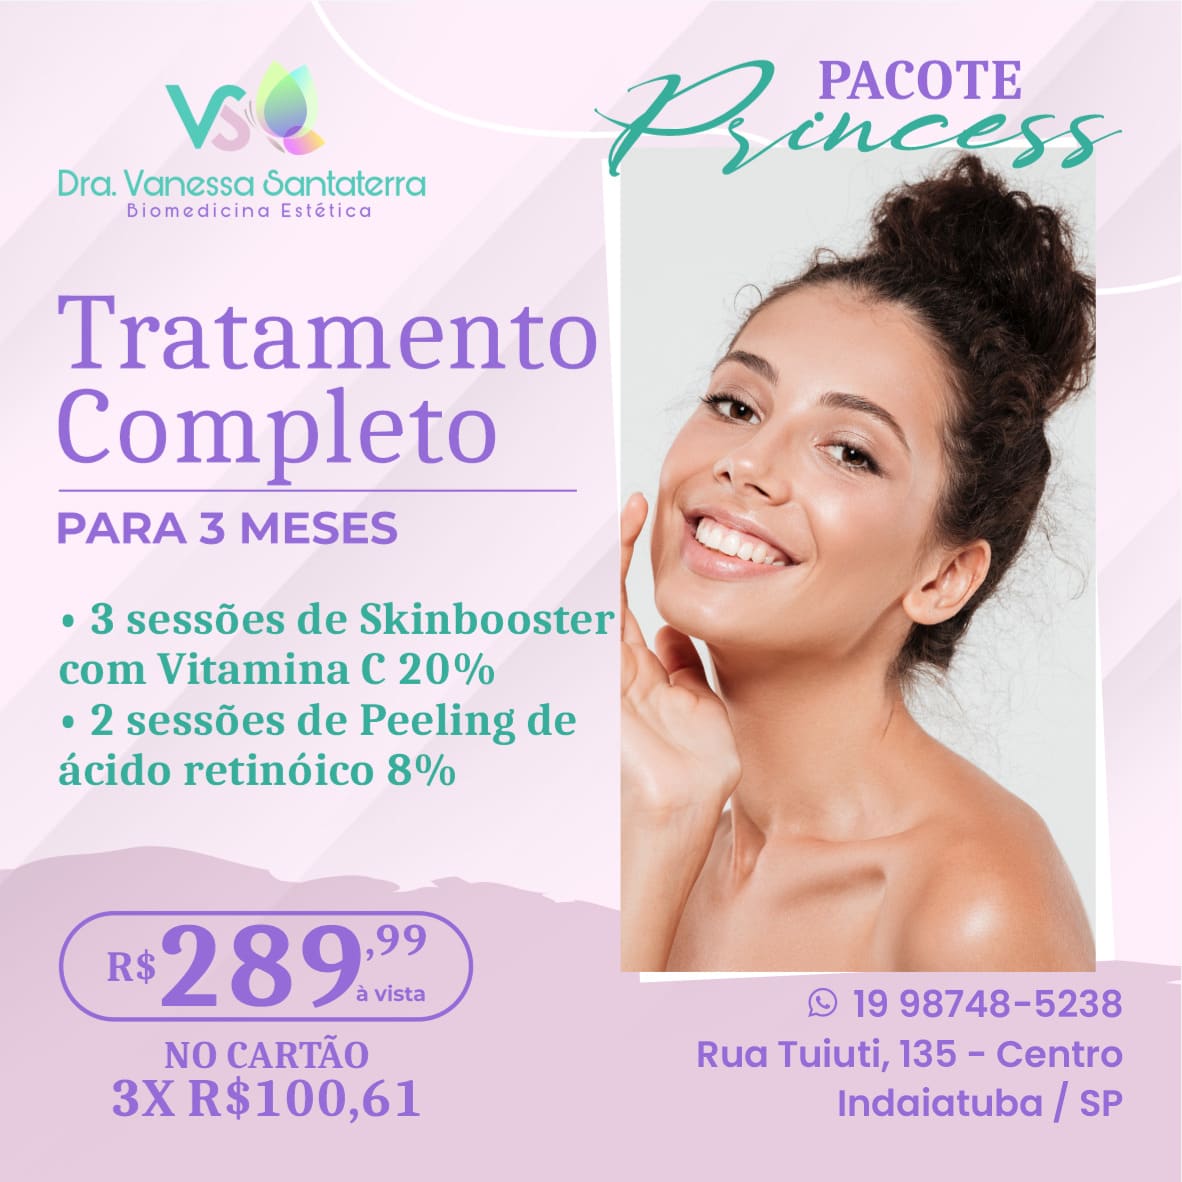 VS
Dra. Vanessa Santaterra
Biomedicina Estética
PACOTE
Princess
Tratamento
Completo
PARA 3 MESES
• 3 sessões de Skinbooster
com Vitamina C 20%
• 2 sessões de Peeling de
ácido retinóico 8%
R$289,99
à vista
NO CARTÃO
3X R$100,61
19 98748-5238
Rua Tuiuti, 135 - Centro
Indaiatuba / SP